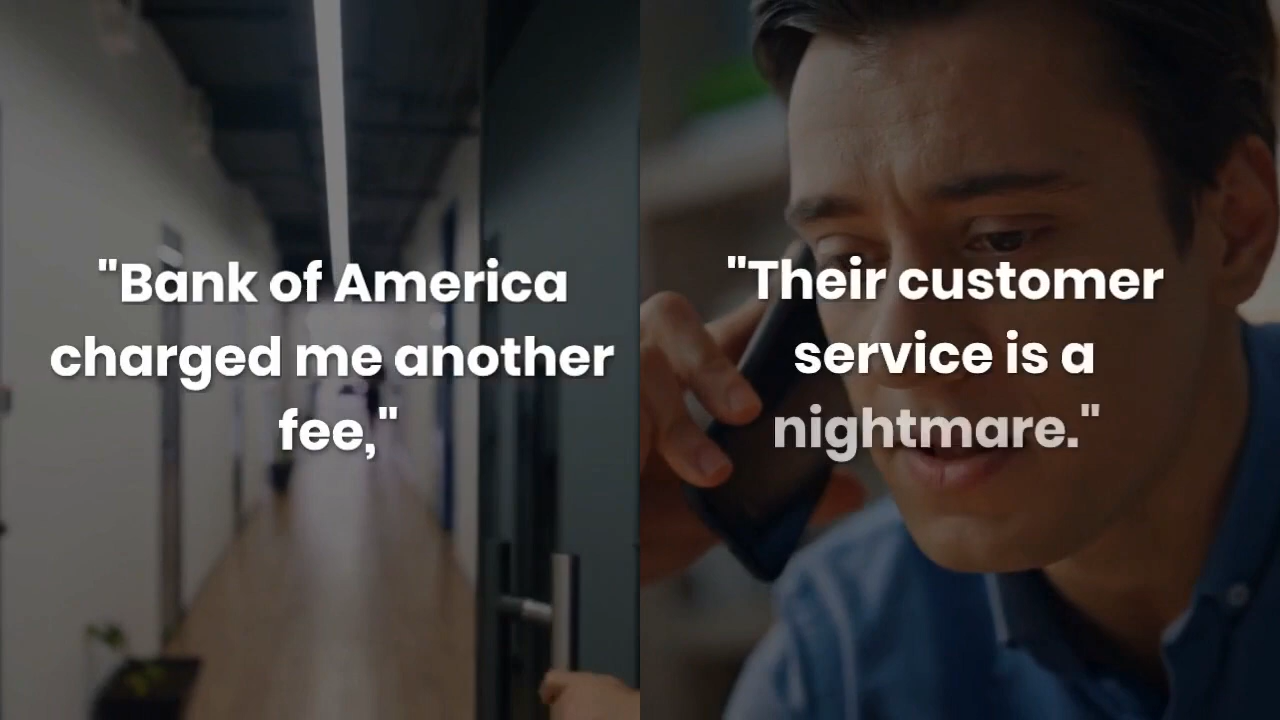 "Bank of America
charged me another
fee,"
"Their customer
service is a
nightmare."